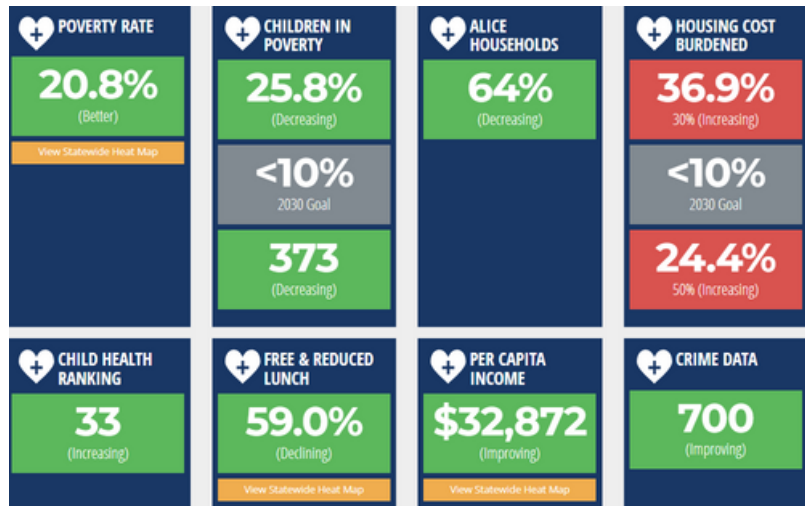 POVERTY RATE
20.8%
(Better)
View Statewide Heat Map
CHILDREN IN
POVERTY
25.8%
(Decreasing)
<10%
2030 Goal
373
(Decreasing)
ALICE
HOUSEHOLDS
64%
(Decreasing)
HOUSING COST
BURDENED
36.9%
30% (Increasing)
<10%
2030 Goal
24.4%
50% (Increasing)
CHILD HEALTH
RANKING
33
(Increasing)
FREE & REDUCED
LUNCH
59.0%
(Declining)
View Statewide Heat Map
PER CAPITA
INCOME
$32,872
(Improving)
View Statewide Heat Map
CRIME DATA
700
(Improving)